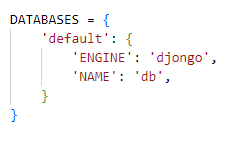 DATABASES = {
    'default': {
        'ENGINE': 'djongo',
        'NAME': 'db',
    }
}